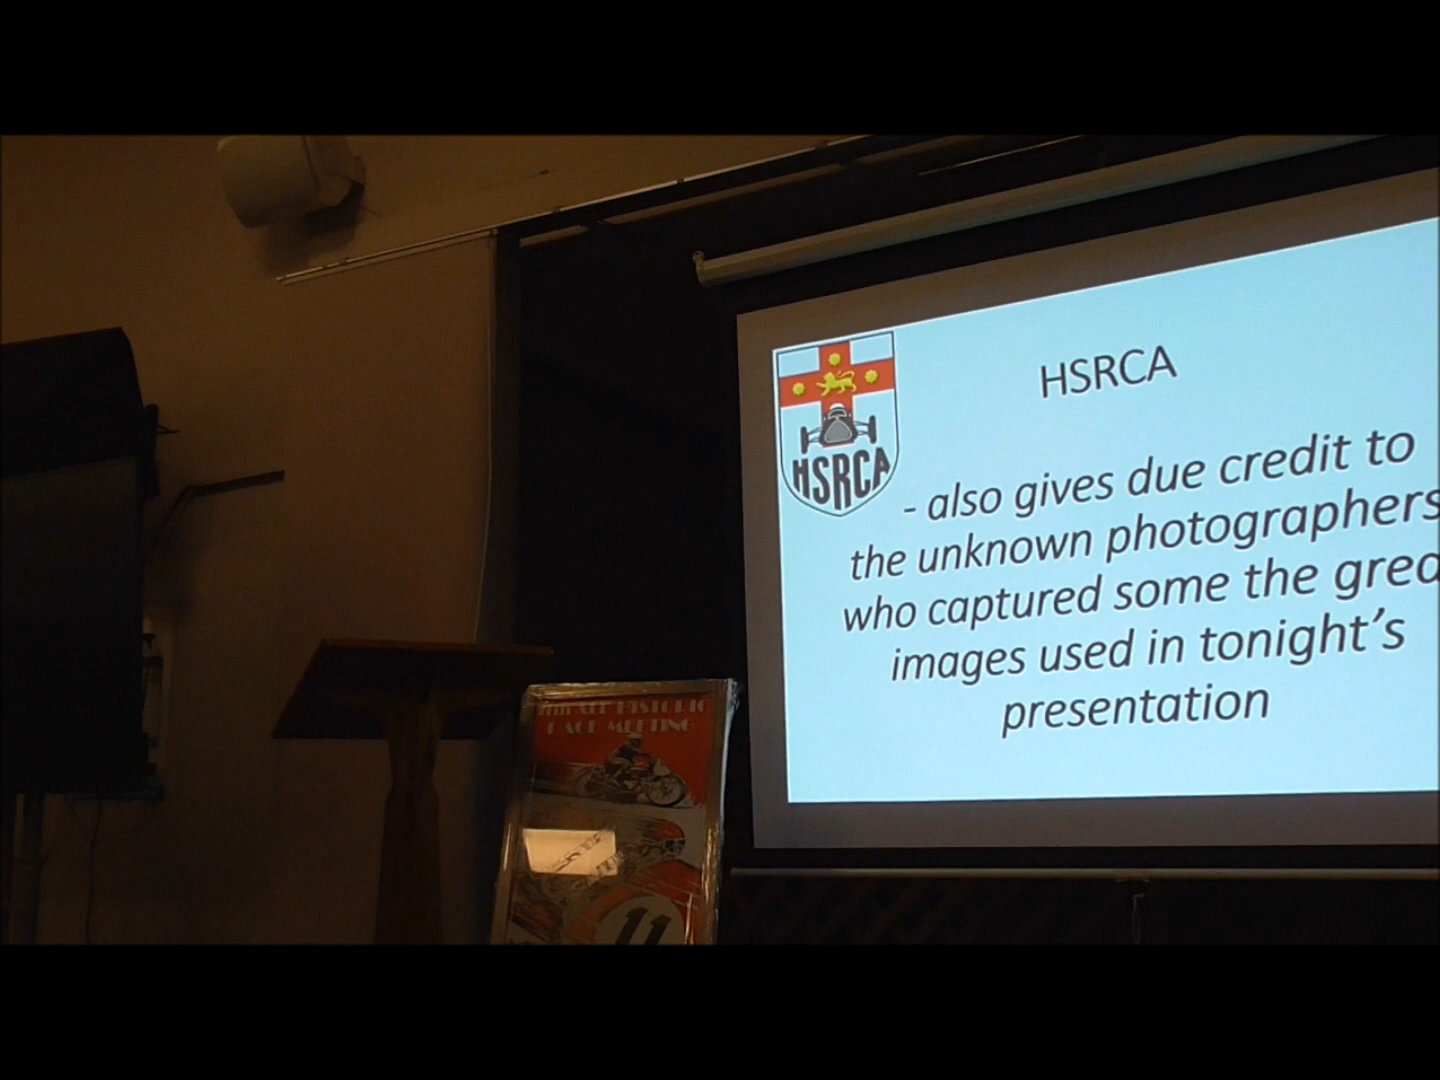 HSRCA
HSRCA
- also gives due credit to
the unknown photographers
who captured some the
images used in tonight's
presentation
HISTORIC
RACE MEETING
11